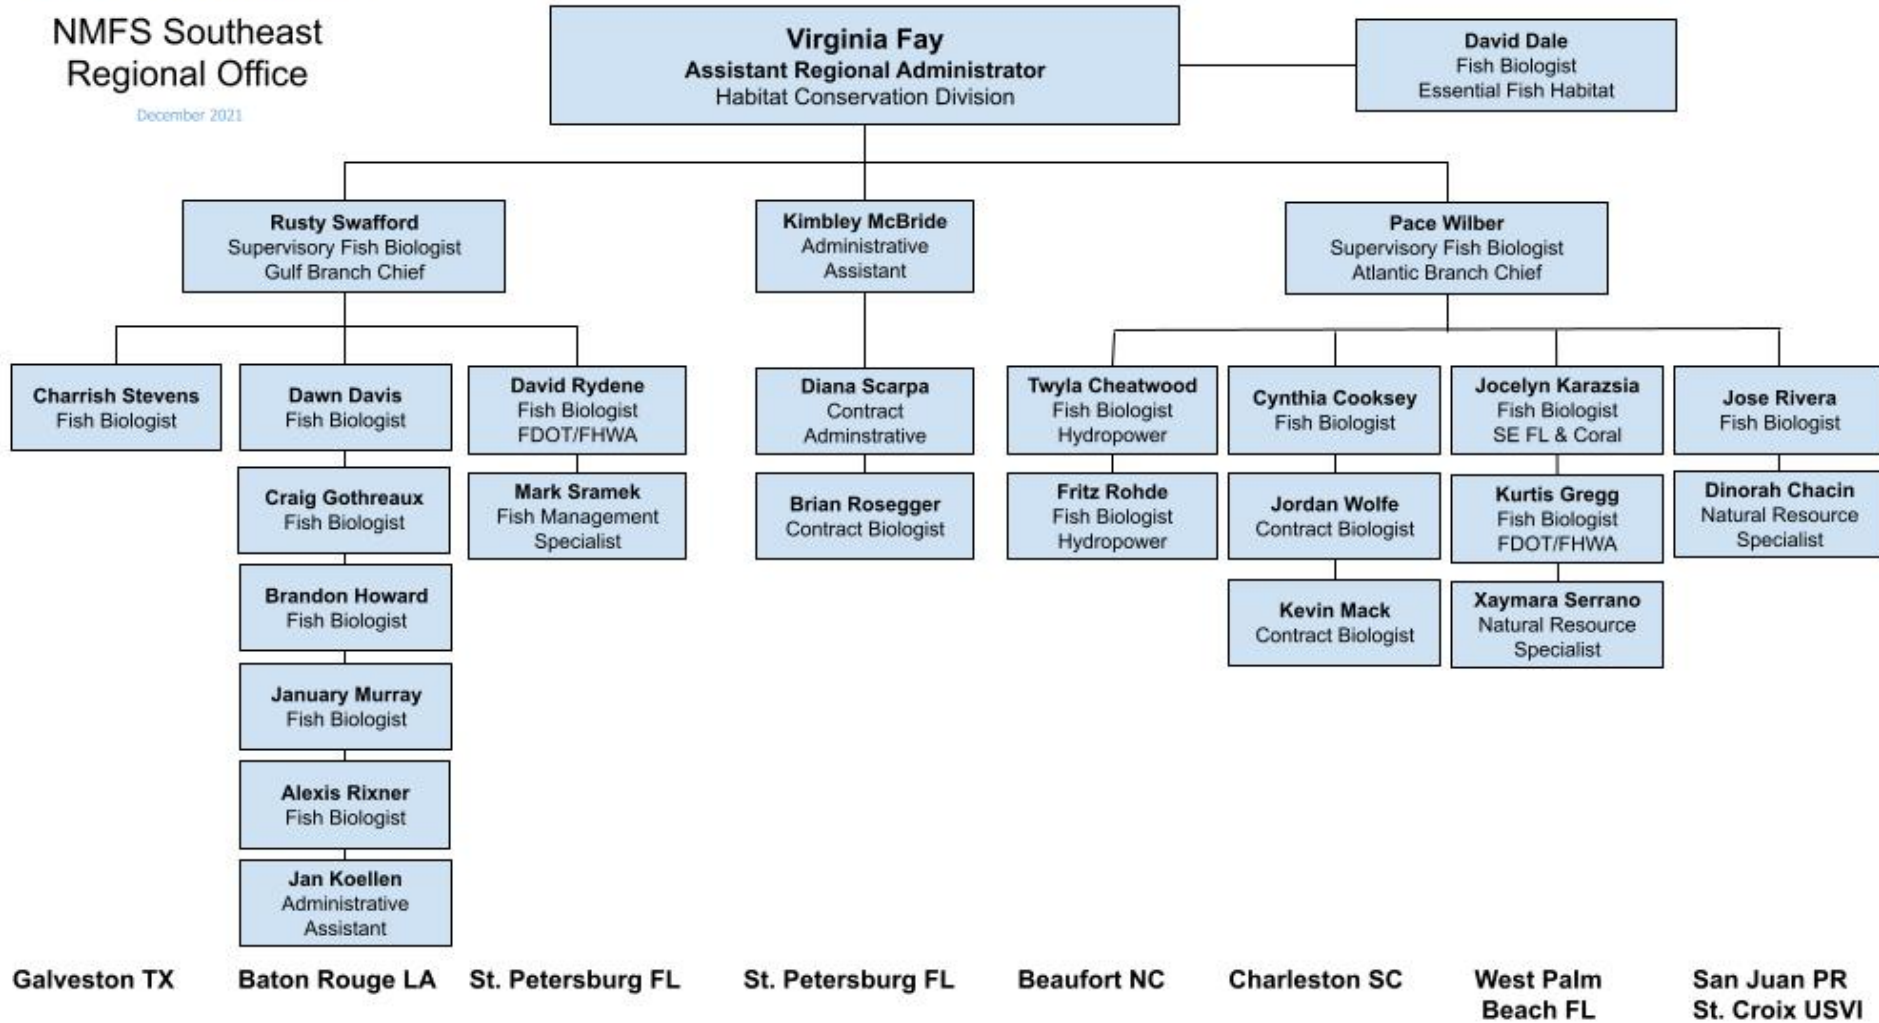 NMFS Southeast
Regional Office
December 2021
Virginia Fay
Assistant Regional Administrator
Habitat Conservation Division
David Dale
Fish Biologist
Essential Fish Habitat
Rusty Swafford
Supervisory Fish Biologist
Gulf Branch Chief
Kimbley McBride
Administrative
Assistant
Pace Wilber
Supervisory Fish Biologist
Atlantic Branch Chief
Charrish Stevens
Fish Biologist
Dawn Davis
Fish Biologist
David Rydene
Fish Biologist
FDOT/FHWA
Diana Scarpa
Contract
Adminstrative
Twyla Cheatwood
Fish Biologist
Hydropower
Cynthia Cooksey
Fish Biologist
Jocelyn Karazsia
Fish Biologist
SE FL & Coral
Jose Rivera
Fish Biologist
Craig Gothreaux
Fish Biologist
Mark Sramek
Fish Management
Specialist
Brian Rosegger
Contract Biologist
Fritz Rohde
Fish Biologist
Hydropower
Jordan Wolfe
Contract Biologist
Kurtis Gregg
Fish Biologist
FDOT/FHWA
Dinorah Chacin
Natural Resource
Specialist
Brandon Howard
Fish Biologist
Kevin Mack
Contract Biologist
Xaymara Serrano
Natural Resource
Specialist
January Murray
Fish Biologist
Alexis Rixner
Fish Biologist
Jan Koellen
Administrative
Assistant
Galveston TX
Baton Rouge LA
St. Petersburg FL
St. Petersburg FL
Beaufort NC
Charleston SC
West Palm
Beach FL
San Juan PR
St. Croix USVI